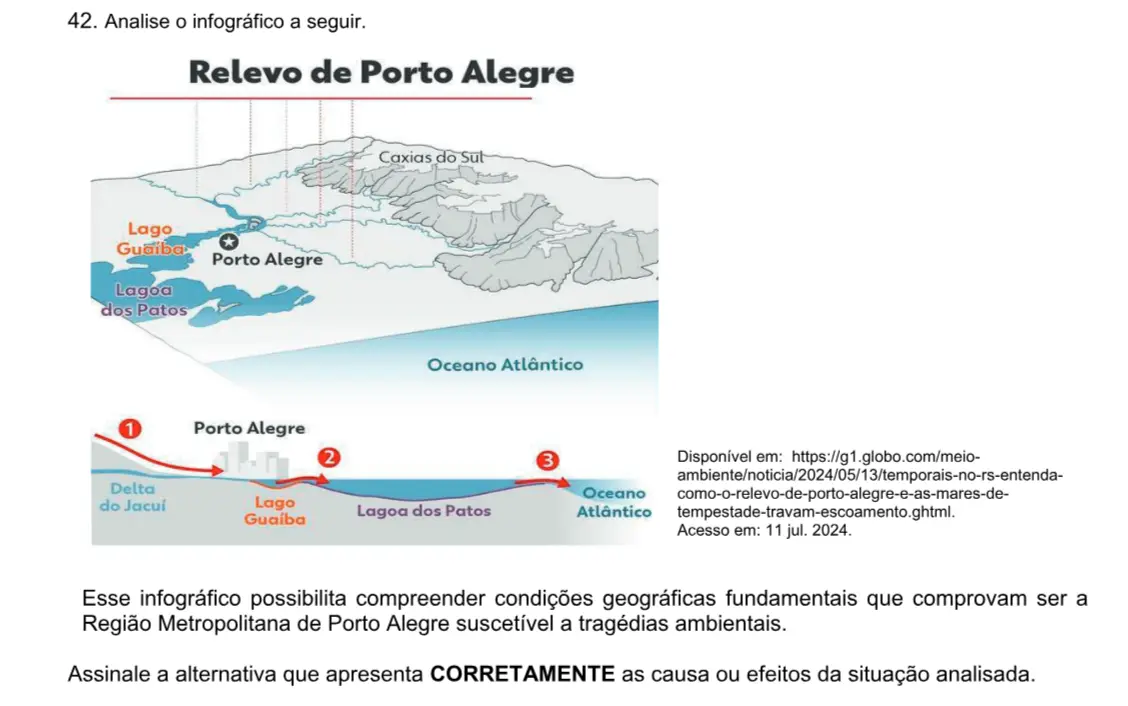 42. Analise o infográfico a seguir.
Relevo de Porto Alegre
Caxias do Sul
Lago
Guaíba
Porto Alegre
Lagoa
dos Patos
Oceano Atlântico
1
Porto Alegre
2
3
Delta
do Jacuí
Lago
Guaíba
Lagoa dos Patos
Oceano
Atlântico
Disponível em: https://g1.globo.com/meio-
ambiente/noticia/2024/05/13/temporais-no-rs-entenda-
como-o-relevo-de-porto-alegre-e-as-mares-de-
tempestade-travam-escoamento.ghtml.
Acesso em: 11 jul. 2024.
Esse infográfico possibilita compreender condições geográficas fundamentais que comprovam ser a
Região Metropolitana de Porto Alegre suscetível a tragédias ambientais.
Assinale a alternativa que apresenta CORRETAMENTE as causa ou efeitos da situação analisada.